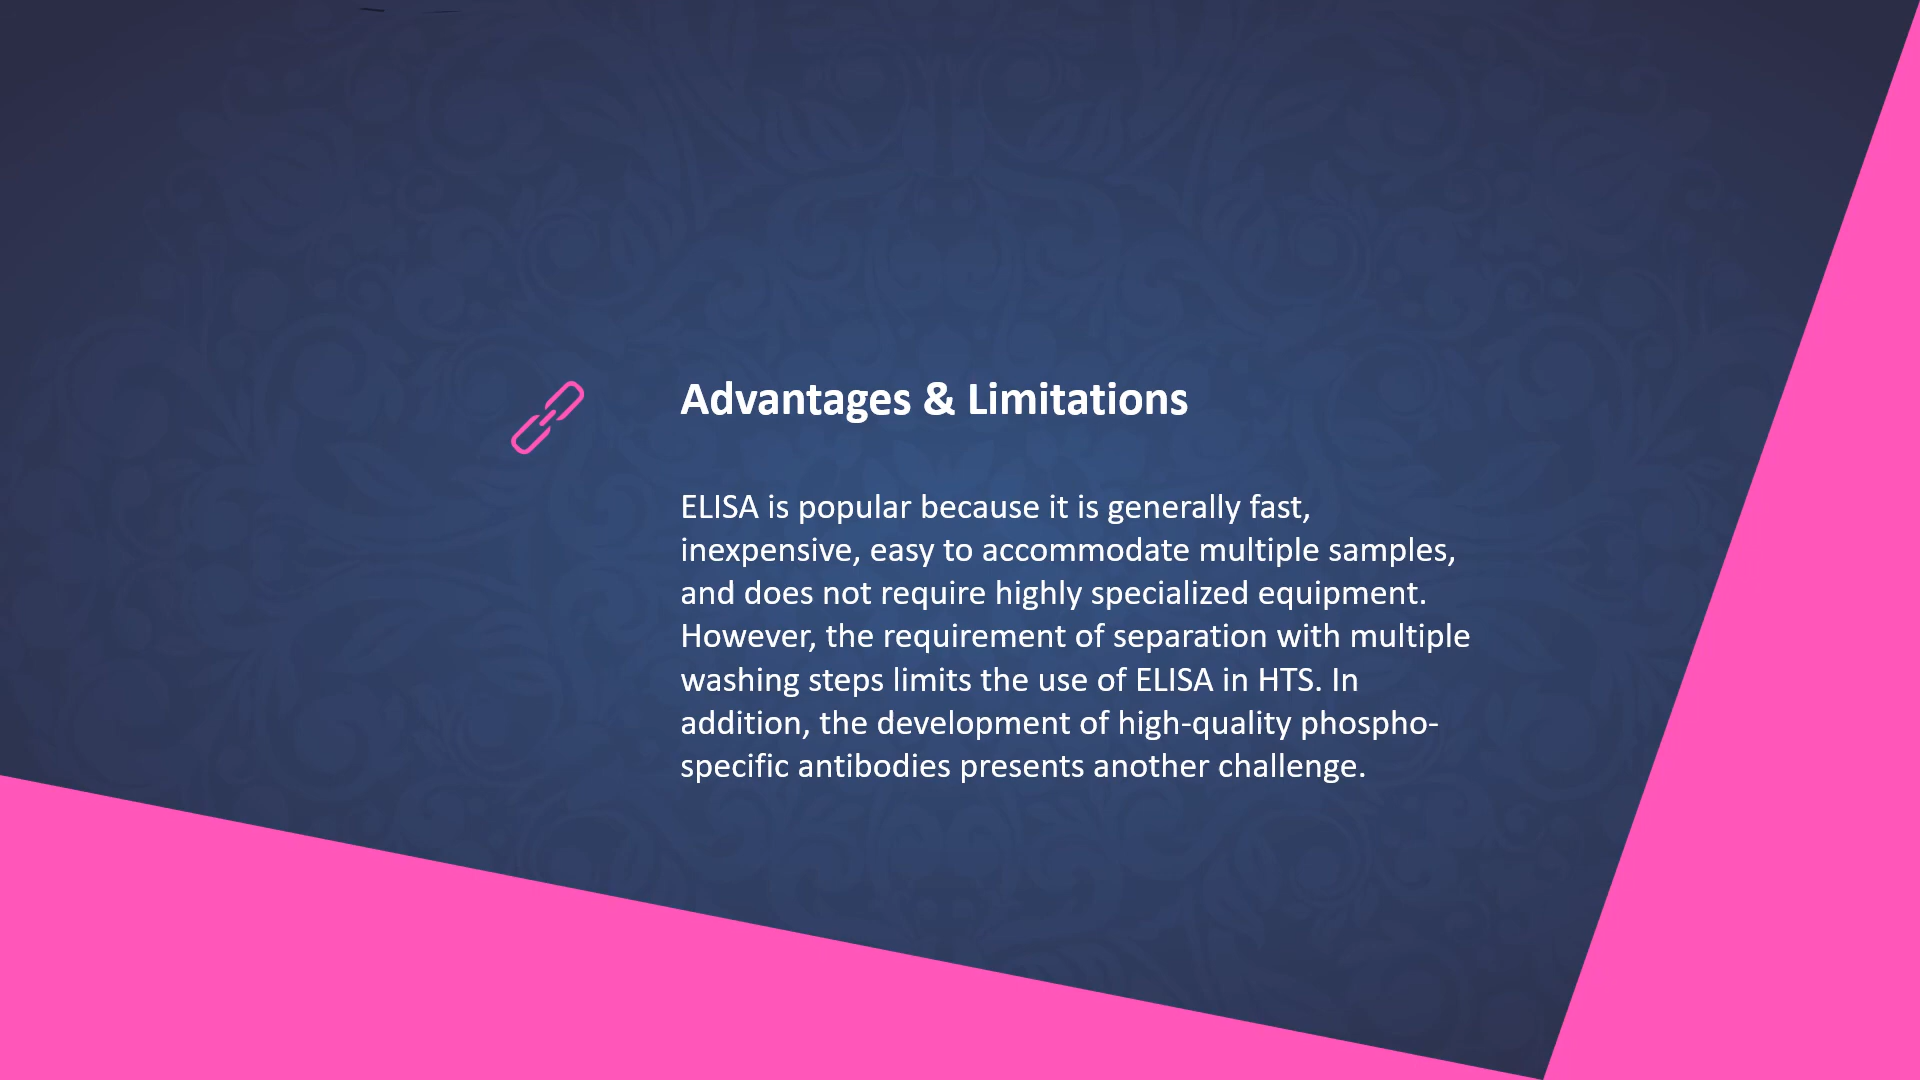 Advantages & Limitations
ELISA is popular because it is generally fast,
inexpensive, easy to accommodate multiple samples,
and does not require highly specialized equipment.
However, the requirement of separation with multiple
washing steps limits the use of ELISA in HTS. In
addition, the development of high-quality phospho-
specific antibodies presents another challenge.